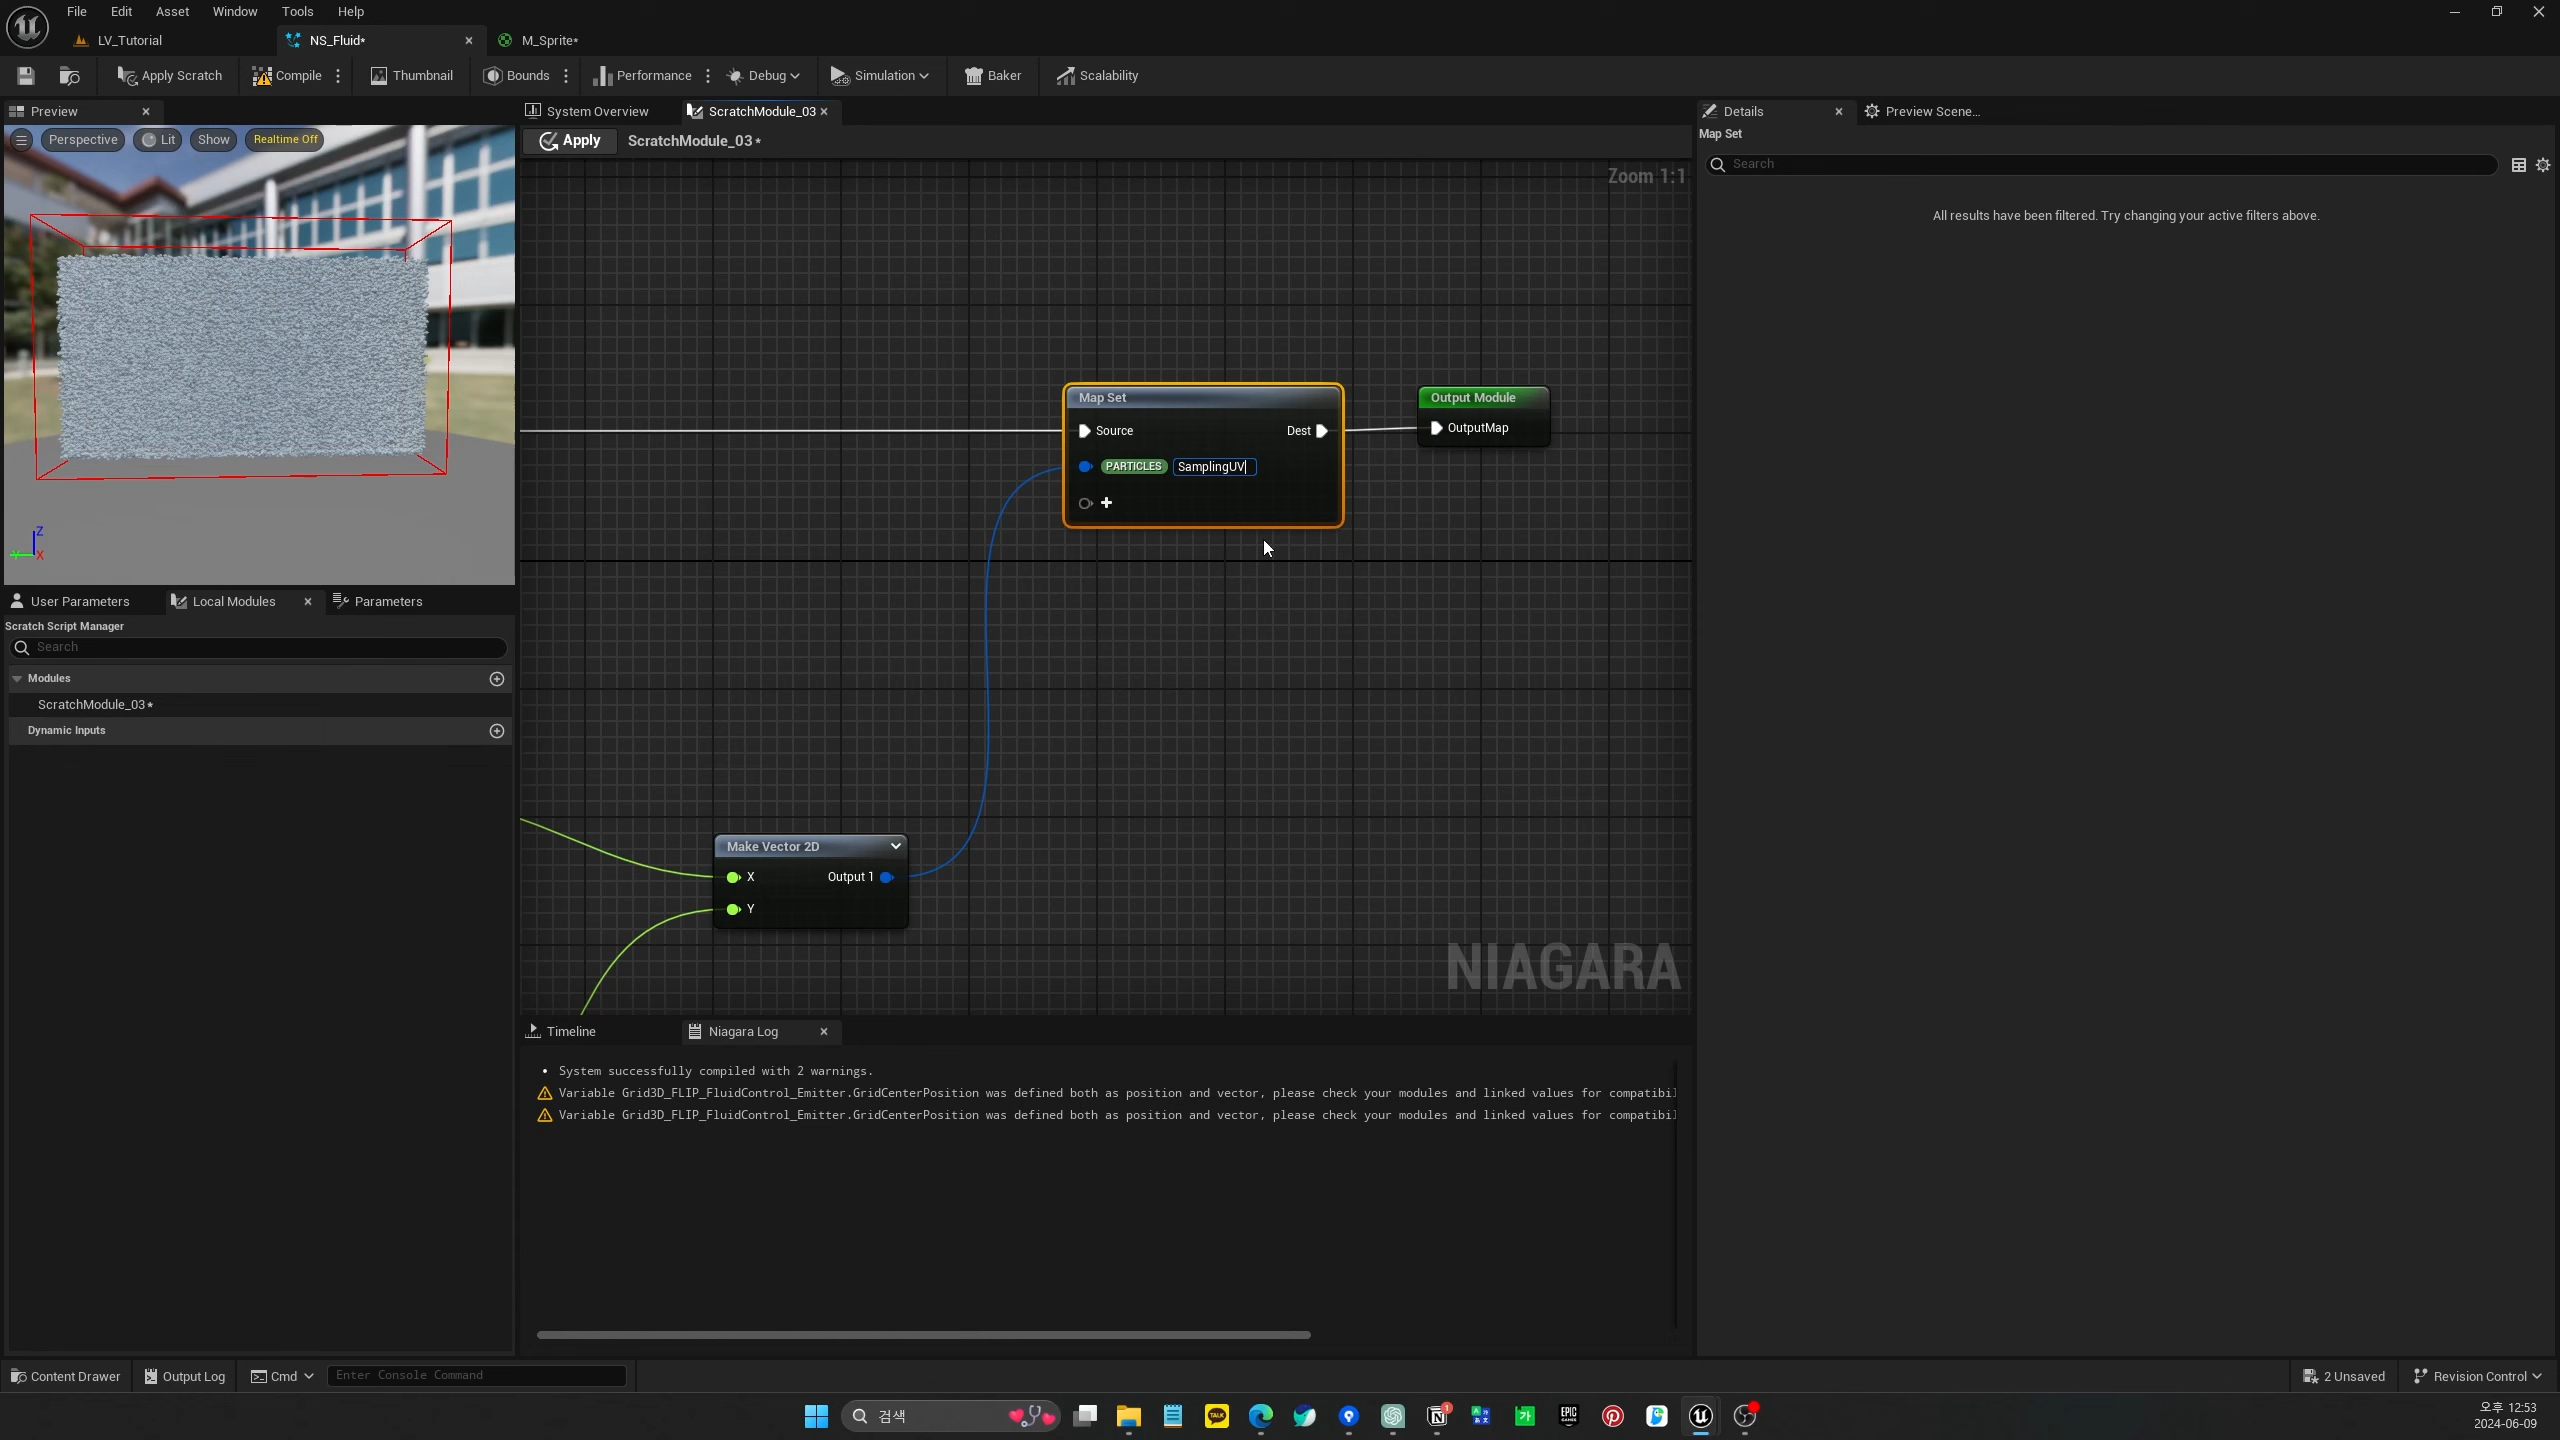 File Edit Asset Window Tools Help
LV_Tutorial NS_Fluid* M_Sprite*
Apply Scratch Compile Thumbnail Bounds Performance Debug Simulation Baker Scalability
Preview System Overview ScratchModule_03 Details Preview Scene...
Perspective Lit Show Realtime Off
Apply ScratchModule_03*
Map Set
Search
Zoom 1:1
All results have been filtered. Try changing your active filters above.
Map Set
Source Dest
PARTICLES SamplingUV
Output Module
OutputMap
Z
Y X
User Parameters Local Modules Parameters
Scratch Script Manager
Search
Modules
ScratchModule_03*
Dynamic Inputs
Make Vector 2D
X Output 1
Y
NIAGARA
Timeline Niagara Log
System successfully compiled with 2 warnings.
Variable Grid3D_FLIP_FluidControl_Emitter.GridCenterPosition was defined both as position and vector, please check your modules and linked values for compatibil
Variable Grid3D_FLIP_FluidControl_Emitter.GridCenterPosition was defined both as position and vector, please check your modules and linked values for compatibil
Content Drawer Output Log Cmd Enter Console Command 2 Unsaved Revision Control
검색
TALK
N 1
가
EPIC GAMES
오후 12:53
2024-06-09